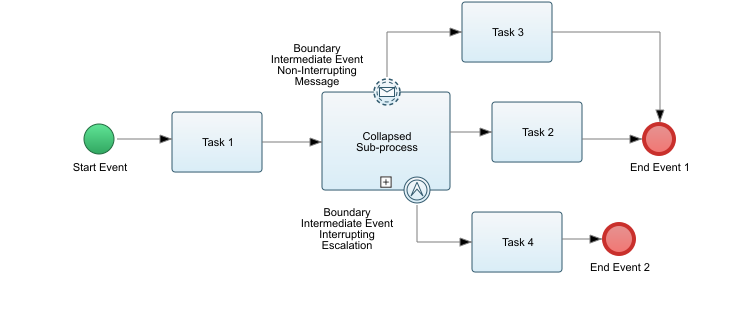 Task 3
Boundary
Intermediate Event
Non-Interrupting
Message
Start Event
Task 1
Collapsed
Sub-process
Task 2
End Event 1
Boundary
Intermediate Event
Interrupting
Escalation
Task 4
End Event 2